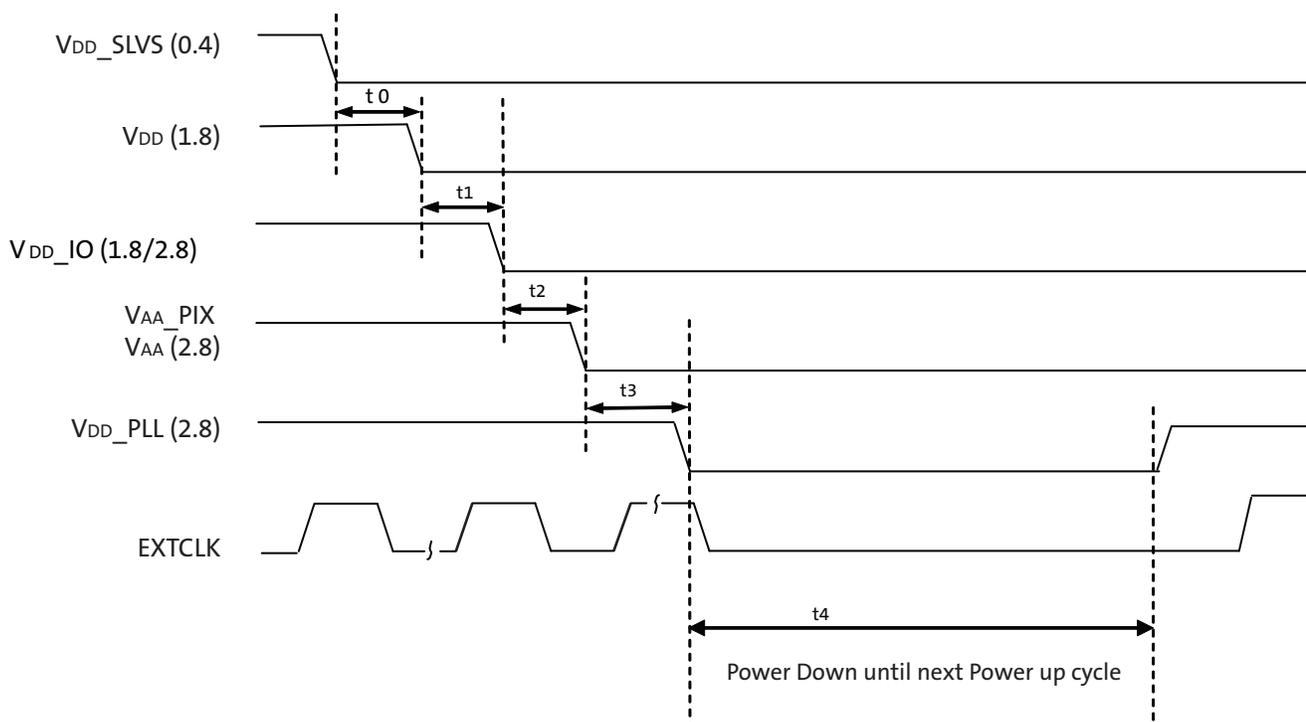 VDD_SLVS (0.4)
t 0
VDD (1.8)
t1
VDD_IO (1.8/2.8)
t2
VAA_PIX
VAA (2.8)
t3
VDD_PLL (2.8)
EXTCLK
t4
Power Down until next Power up cycle